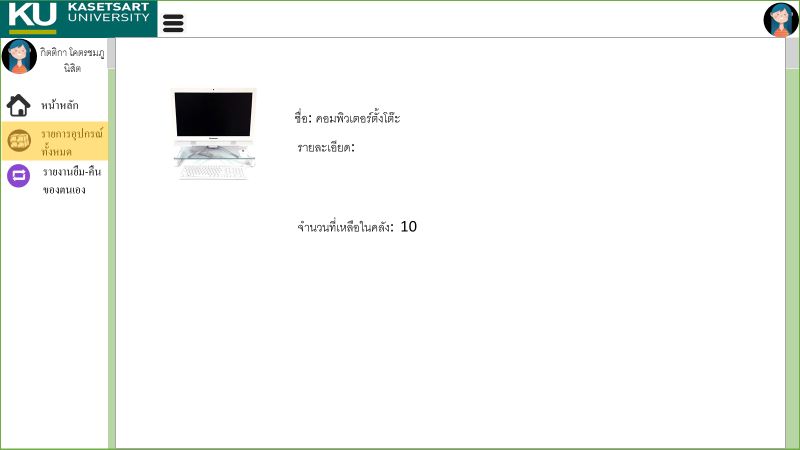 KU KASETSART
UNIVERSITY
กิตติกา โคตรชมภู
นิสิต
หน้าหลัก
รายการอุปกรณ์
ทั้งหมด
รายงานยืม-คืน
ของตนเอง
ชื่อ: คอมพิวเตอร์ตั้งโต๊ะ
รายละเอียด:
จำนวนที่เหลือในคลัง: 10